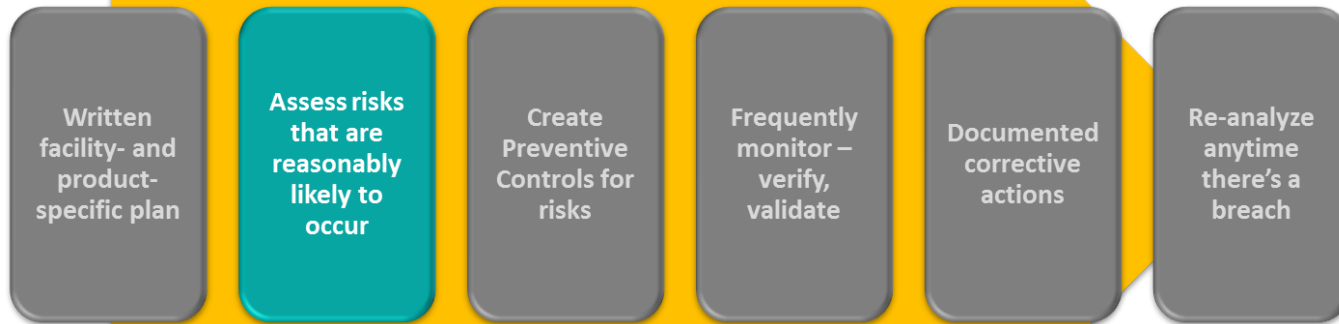 Written
facility- and
product-
specific plan
Assess risks
that are
reasonably
likely to
occur
Create
Preventive
Controls for
risks
Frequently
monitor –
verify,
validate
Documented
corrective
actions
Re-analyze
anytime
there's a
breach